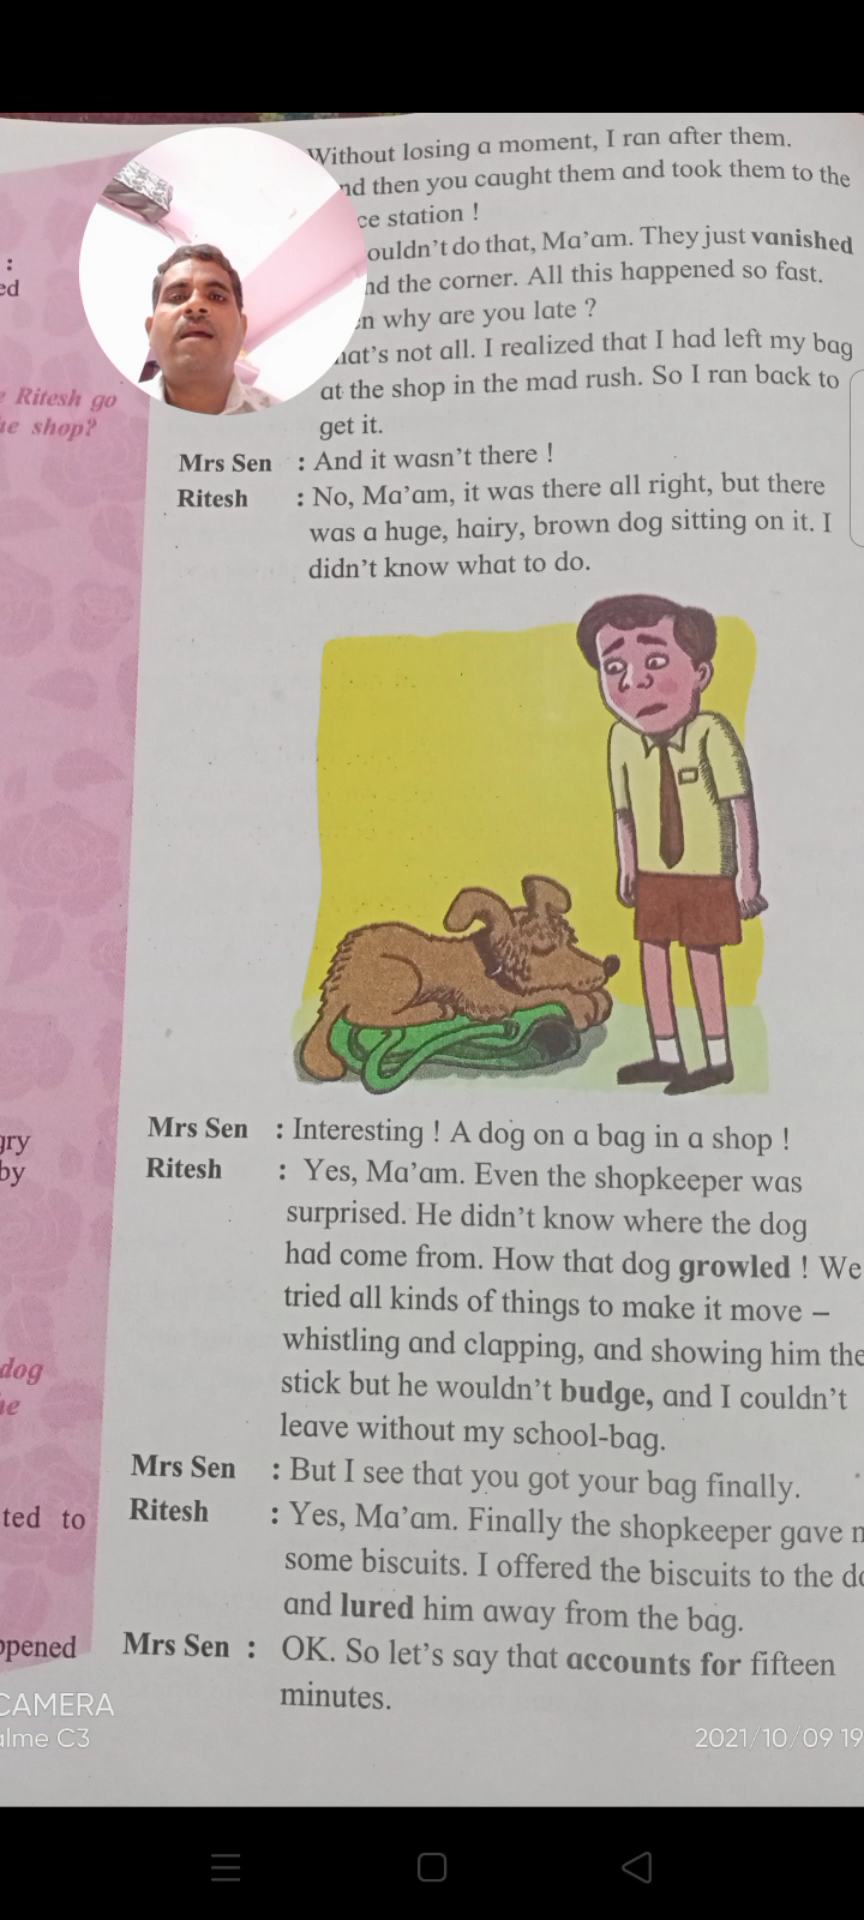 Without losing a moment, I ran after them.
then you caught them and took them to the
station !
do that, Ma'am. They just vanished
the corner. All this happened so fast.
why are you late ?
not all. I realized that I had left my bag
at the shop in the mad rush. So I ran back to
get it.
Mrs Sen : And it wasn't there !
Ritesh : No, Ma'am, it was there all right, but there
was a huge, hairy, brown dog sitting on it. I
didn't know what to do.
Ritesh go
shop?
Mrs Sen : Interesting ! A dog on a bag in a shop !
Ritesh : Yes, Ma'am. Even the shopkeeper was
surprised. He didn't know where the dog
had come from. How that dog growled ! We
tried all kinds of things to make it move –
whistling and clapping, and showing him the
stick but he wouldn't budge, and I couldn't
leave without my school-bag.
Mrs Sen : But I see that you got your bag finally.
Ritesh : Yes, Ma'am. Finally the shopkeeper gave
some biscuits. I offered the biscuits to the
and lured him away from the bag.
Mrs Sen : OK. So let's say that accounts for fifteen
minutes.
by
dog
to
CAMERA
C3
2021/10/09 19